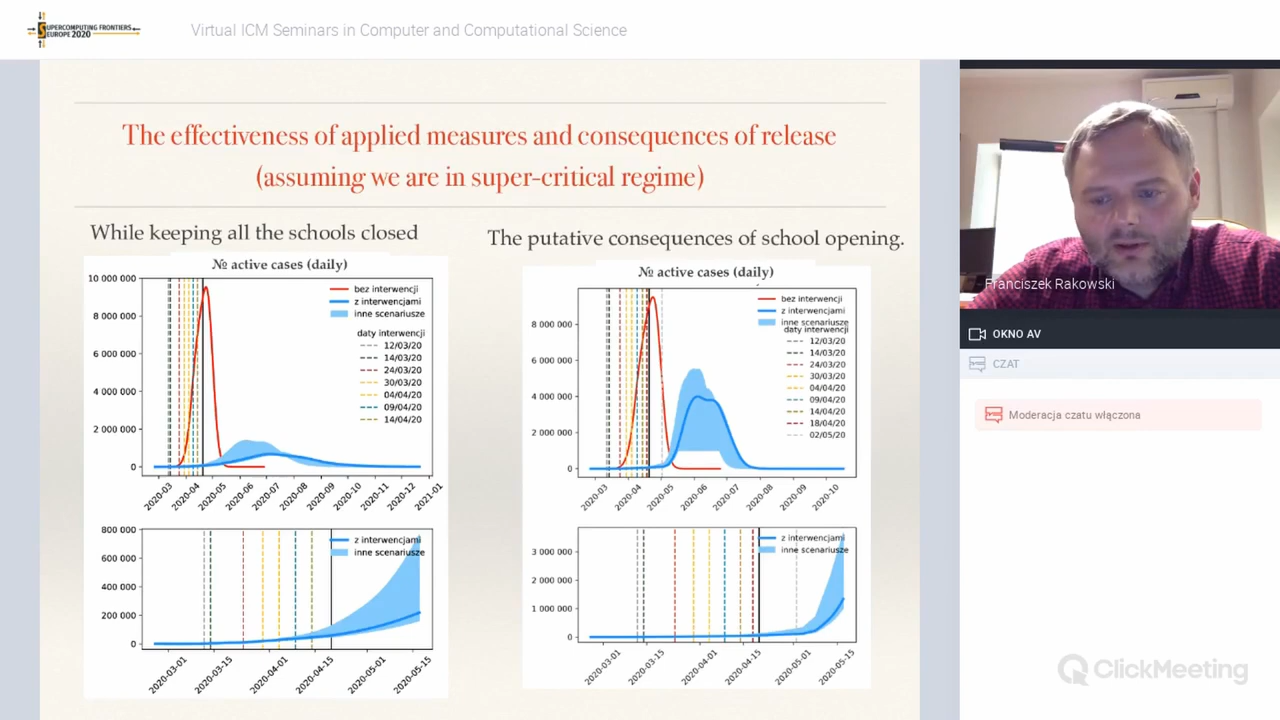 SUPERCOMPUTING FRONTIERS
EUROPE 2020
Virtual ICM Seminars in Computer and Computational Science
The effectiveness of applied measures and consequences of release
(assuming we are in super-critical regime)
While keeping all the schools closed
№ active cases (daily)
10 000 000
8 000 000
6 000 000
4 000 000
2 000 000
0
bez interwencji
z interwencjami
inne scenariusze
daty interwencji
12/03/20
14/03/20
24/03/20
30/03/20
04/04/20
09/04/20
14/04/20
2020-03
2020-04
2020-05
2020-06
2020-07
2020-08
2020-09
2020-10
2020-11
2020-12
2021-01
800 000
600 000
400 000
200 000
0
z interwencjami
inne scenariusze
2020-03-01
2020-03-15
2020-04-01
2020-04-15
2020-05-01
2020-05-15
The putative consequences of school opening.
№ active cases (daily)
8 000 000
6 000 000
4 000 000
2 000 000
0
bez interwencji
z interwencjami
inne scenariusze
daty interwencji
12/03/20
14/03/20
24/03/20
30/03/20
04/04/20
09/04/20
14/04/20
18/04/20
02/05/20
2020-03
2020-04
2020-05
2020-06
2020-07
2020-08
2020-09
2020-10
3 000 000
2 000 000
1 000 000
0
z interwencjami
inne scenariusze
2020-03-01
2020-03-15
2020-04-01
2020-04-15
2020-05-01
2020-05-15
Franciszek Rakowski
OKNO AV
CZAT
Moderacja czatu włączona
ClickMeeting